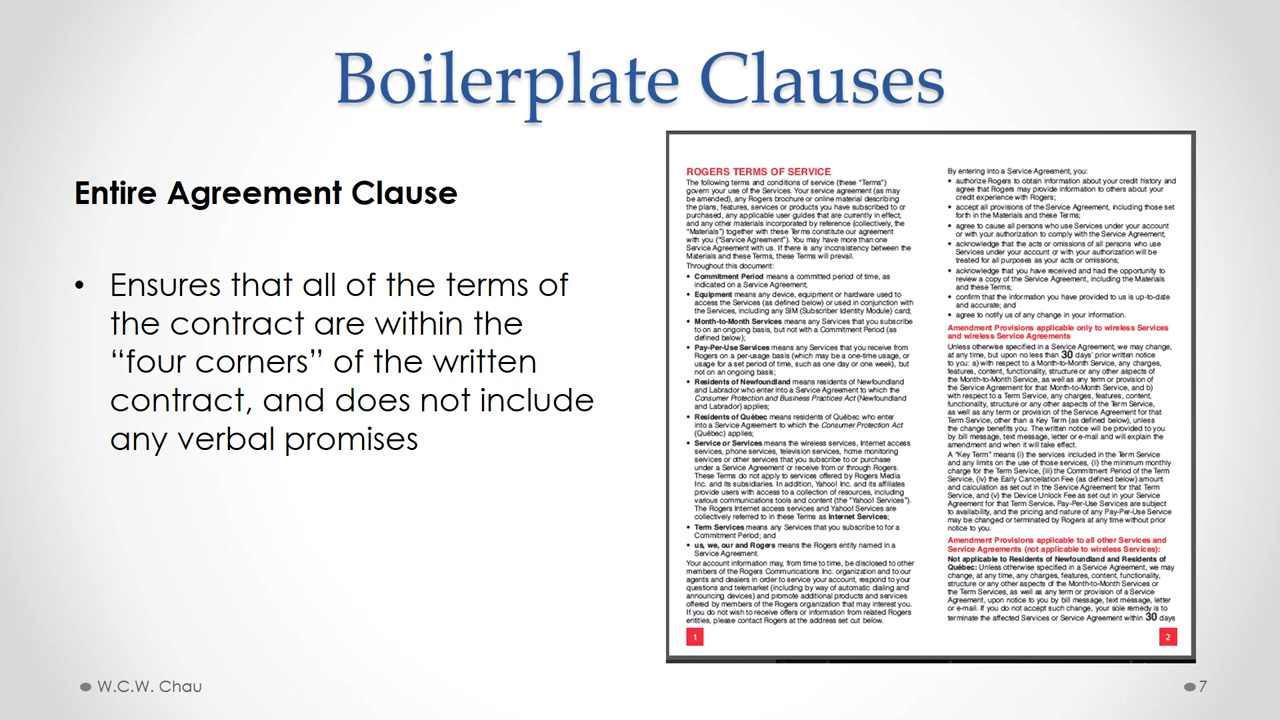 Boilerplate Clauses
Entire Agreement Clause
• Ensures that all of the terms of
the contract are within the
“four corners” of the written
contract, and does not include
any verbal promises
ROGERS TERMS OF SERVICE
The following terms and conditions of service (these “Terms”)
govern your use of the Services. Your service agreement (as may
be amended), any Rogers brochure or online material describing
the plans, features, services or products you have subscribed to or
purchased, any applicable user guides that are currently in effect,
and any other materials incorporated by reference (collectively, the
“Materials”) together with these Terms constitute our agreement
with you (“Service Agreement”). You may have more than one
Service Agreement with us. If there is any inconsistency between the
Materials and these Terms, these Terms will prevail.
Throughout this document:
• Commitment Period means a committed period of time, as
indicated on a Service Agreement;
• Equipment means any device, equipment or hardware used to
access the Services (as defined below) or used in conjunction with
the Services, including any SIM (Subscriber Identity Module) card;
• Month-to-Month Services means any Services that you subscribe
to on an ongoing basis, but not with a Commitment Period (as
defined below);
• Pay-Per-Use Services means any Services that you receive from
Rogers on a per-usage basis (which may be a one-time usage, or
usage for a set period of time, such as one day or one week), but
not on an ongoing basis;
• Residents of Newfoundland means residents of Newfoundland
and Labrador who enter into a Service Agreement to which the
Consumer Protection and Business Practices Act (Newfoundland
and Labrador) applies;
• Residents of Québec means residents of Québec who enter
into a Service Agreement to which the Consumer Protection Act
(Québec) applies;
• Service or Services means the wireless services, Internet access
services, phone services, television services, home monitoring
services or other services that you subscribe to or purchase
under a Service Agreement or receive from or through Rogers.
These Terms do not apply to services offered by Rogers Media
Inc. and its subsidiaries. In addition, Yahoo! Inc. and its affiliates
provide users with access to a collection of resources, including
various communications tools and content (the “Yahoo! Services”).
The Rogers Internet access services and Yahoo! Services are
collectively referred to in these Terms as Internet Services;
• Term Services means any Services that you subscribe to for a
Commitment Period; and
• us, we, our and Rogers means the Rogers entity named in a
Service Agreement.
Your account information may, from time to time, be disclosed to other
members of the Rogers Communications Inc. organization and to our
agents and dealers in order to service your account, respond to your
questions and telemarket (including by way of automatic dialing and
announcing devices) and promote additional products and services
offered by members of the Rogers organization that may interest you.
If you do not wish to receive offers or information from related Rogers
entities, please contact Rogers at the address set out below.
1
By entering into a Service Agreement, you:
• authorize Rogers to obtain information about your credit history and
agree that Rogers may provide information to others about your
credit experience with Rogers;
• accept all provisions of the Service Agreement, including those set
forth in the Materials and these Terms;
• agree to cause all persons who use Services under your account
or with your authorization to comply with the Service Agreement;
• acknowledge that the acts or omissions of all persons who use
Services under your account or with your authorization will be
treated for all purposes as your acts or omissions;
• acknowledge that you have received and had the opportunity to
review a copy of the Service Agreement, including the Materials
and these Terms;
• confirm that the information you have provided to us is up-to-date
and accurate; and
• agree to notify us of any change in your information.
Amendment Provisions applicable only to wireless Services
and wireless Service Agreements
Unless otherwise specified in a Service Agreement, we may change,
at any time, but upon no less than 30 days’ prior written notice
to you: a) with respect to a Month-to-Month Service, any charges,
features, content, functionality, structure or any other aspects of
the Month-to-Month Service, as well as any term or provision of
the Service Agreement for that Month-to-Month Service, and b)
with respect to a Term Service, any charges, features, content,
functionality, structure or any other aspects of the Term Service,
as well as any term or provision of the Service Agreement for that
Term Service, other than a Key Term (as defined below), unless
the change benefits you. The written notice will be provided to you
by bill message, text message, letter or e-mail and will explain the
amendment and when it will take effect.
A “Key Term” means (i) the services included in the Term Service
and any limits on the use of those services, (i) the minimum monthly
charge for the Term Service, (iii) the Commitment Period of the Term
Service, (iv) the Early Cancellation Fee (as defined below) amount
and calculation as set out in the Service Agreement for that Term
Service, and (v) the Device Unlock Fee as set out in your Service
Agreement for that Term Service. Pay-Per-Use Services are subject
to availability, and the pricing and nature of any Pay-Per-Use Service
may be changed or terminated by Rogers at any time without prior
notice to you.
Amendment Provisions applicable to all other Services and
Service Agreements (not applicable to wireless Services):
Not applicable to Residents of Newfoundland and Residents of
Québec: Unless otherwise specified in a Service Agreement, we may
change, at any time, any charges, features, content, functionality,
structure or any other aspects of the Month-to-Month Services or
the Term Services, as well as any term or provision of a Service
Agreement, upon notice to you by bill message, text message, letter
or e-mail. If you do not accept such change, your sole remedy is to
terminate the affected Services or Service Agreement within 30 days
2
W.C.W. Chau
7